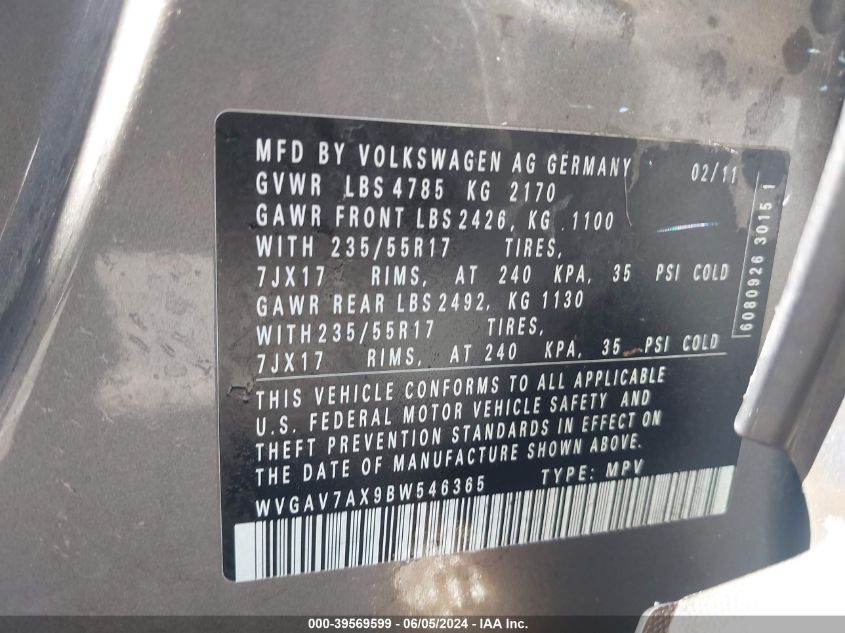 MFD BY VOLKSWAGEN AG GERMANY 02/11
GVWR LBS 4785 KG 2170
GAWR FRONT LBS 2426, KG 1100
WITH 235/55R17 TIRES,
7JX17 RIMS, AT 240 KPA, 35 PSI COLD
GAWR REAR LBS 2492, KG 1130
WITH 235/55R17 TIRES,
7JX17 RIMS, AT 240 KPA, 35 PSI COLD
THIS VEHICLE CONFORMS TO ALL APPLICABLE
U.S. FEDERAL MOTOR VEHICLE SAFETY AND
THEFT PREVENTION STANDARDS IN EFFECT ON
THE DATE OF MANUFACTURE SHOWN ABOVE.
WVGAV7AX9BW546365 TYPE: MPV
6080926 3015 1
000-39569599 - 06/05/2024 - IAA Inc.